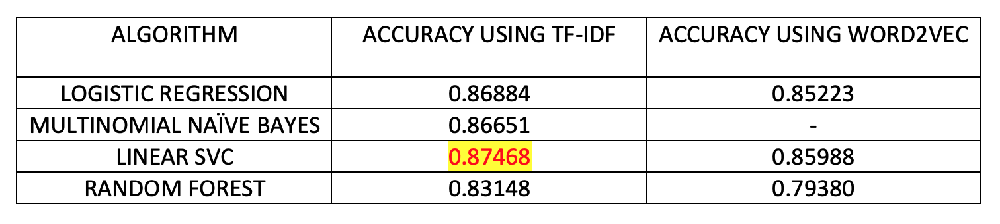 ALGORITHM ACCURACY USING TF-IDF ACCURACY USING WORD2VEC
LOGISTIC REGRESSION 0.86884 0.85223
MULTINOMIAL NAÏVE BAYES 0.86651 -
LINEAR SVC 0.87468 0.85988
RANDOM FOREST 0.83148 0.79380